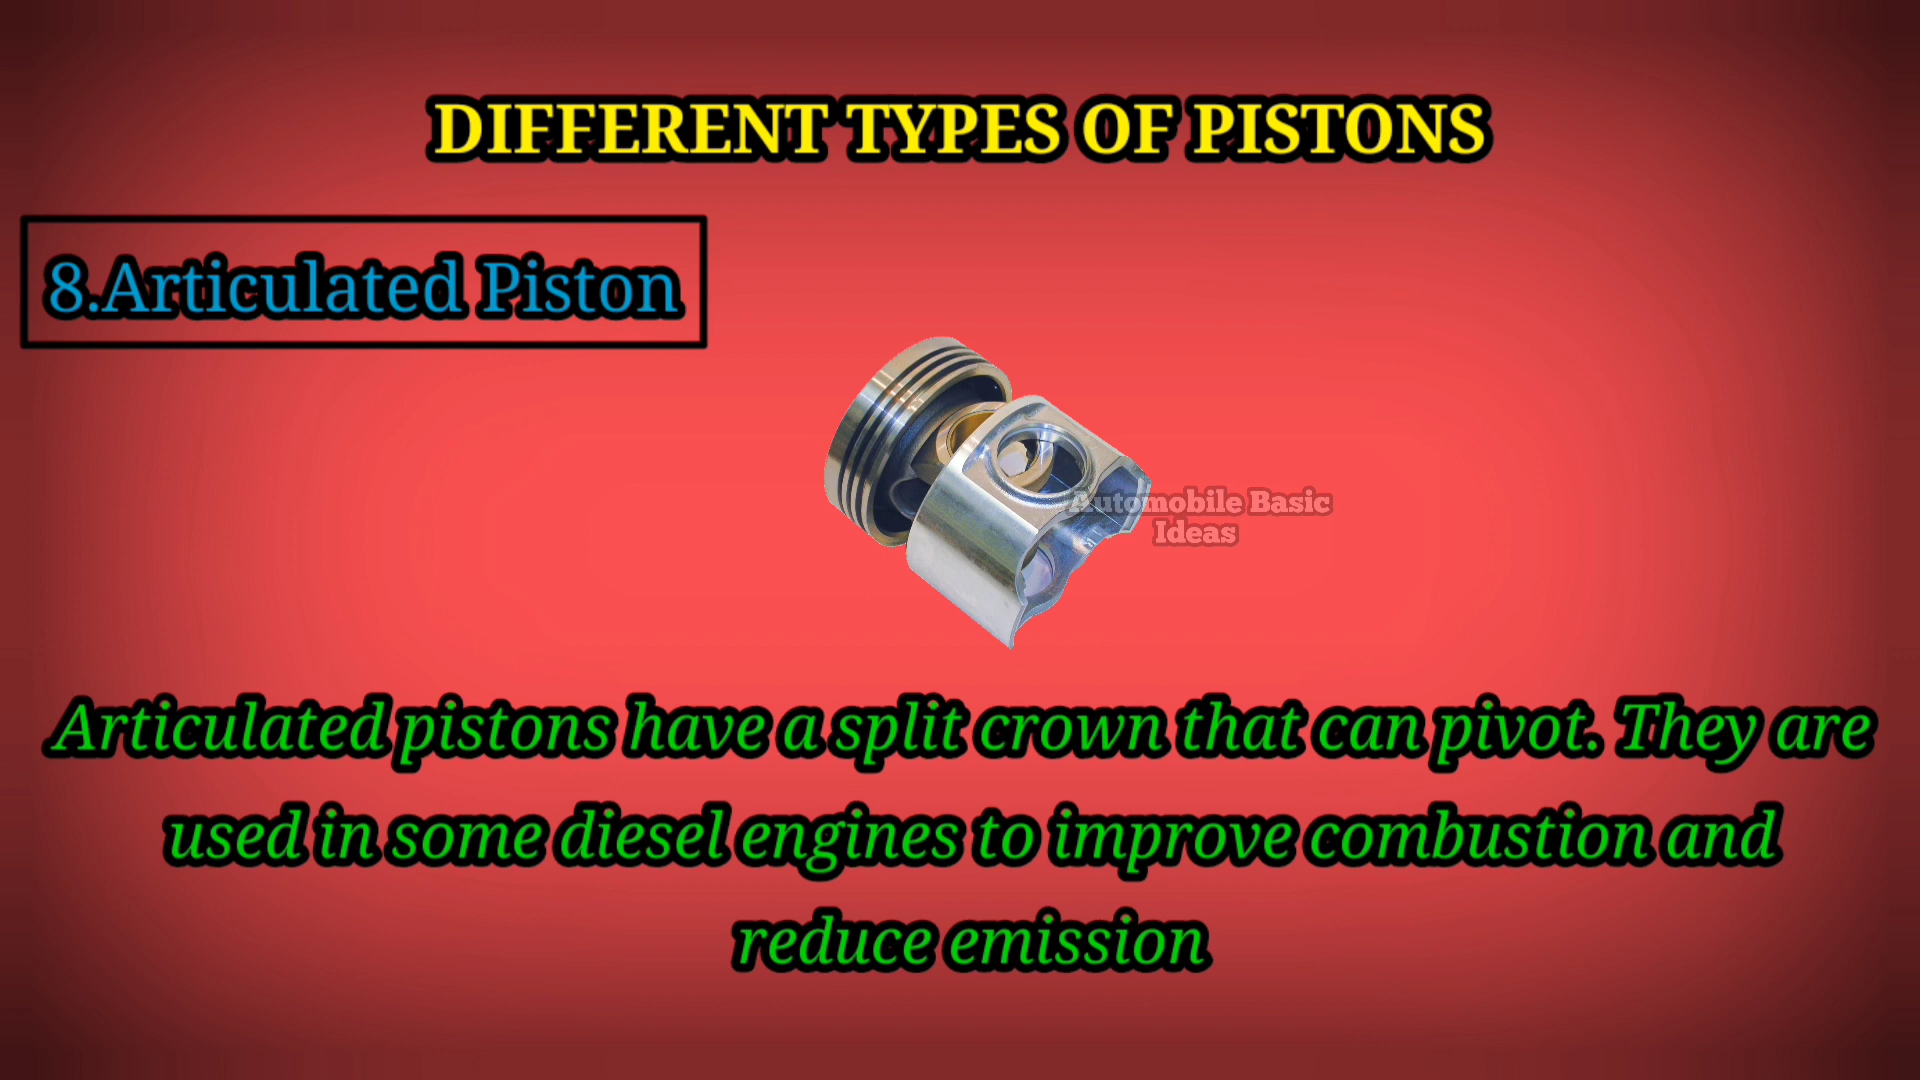 DIFFERENT TYPES OF PISTONS
8.Articulated Piston
Automobile Basic
Ideas
Articulated pistons have a split crown that can pivot. They are
used in some diesel engines to improve combustion and
reduce emission